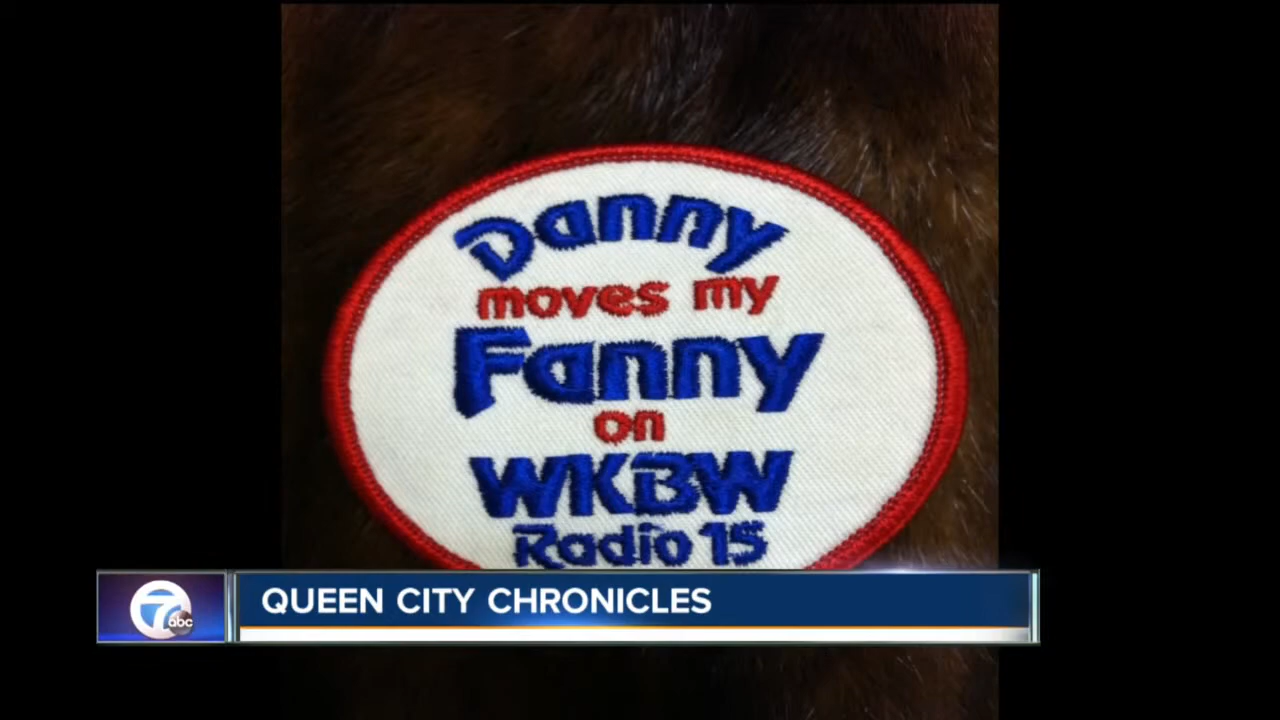 Danny
moves my
Fanny
on
WKBW
Radio 15
7 abc
QUEEN CITY CHRONICLES